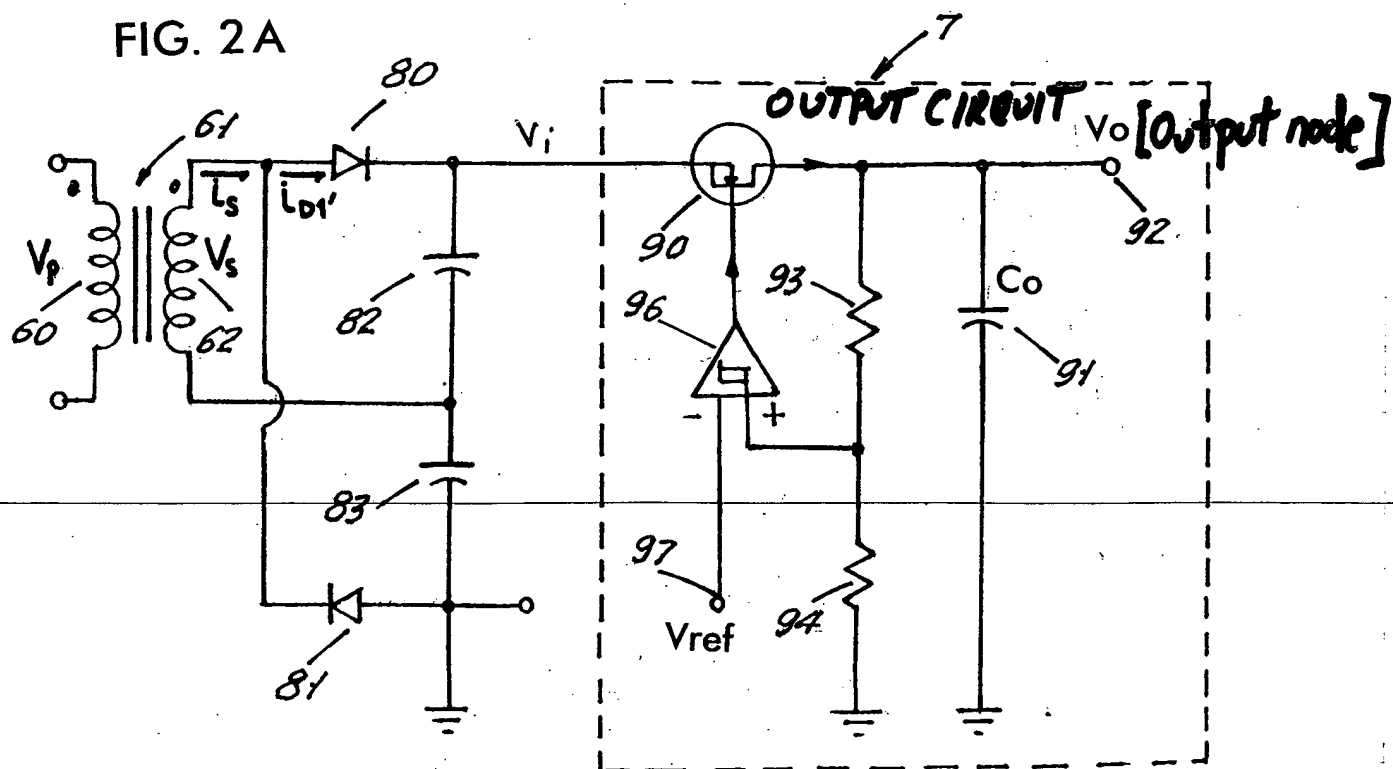 FIG. 2A
7
80
OUTPUT CIRCUIT
Vo [Output node]
61
Vi
is
iD1'
90
92
Vp
Vs
93
Co
60
62
82
96
91
- +
83
97
94
Vref
81